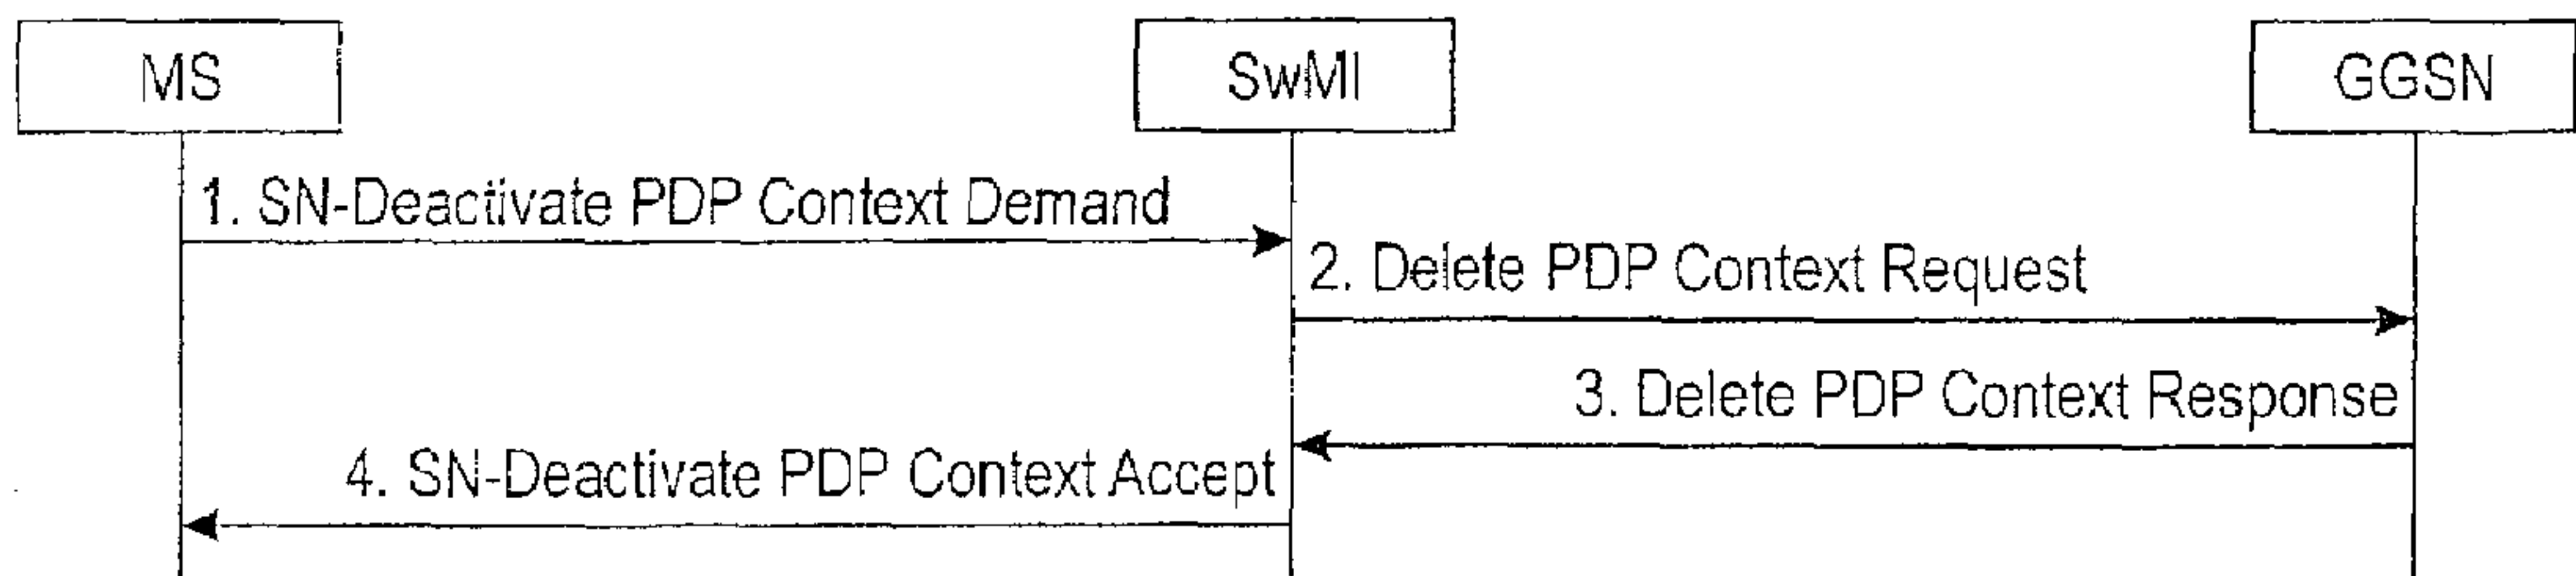 MS
SwMI
GGSN
1. SN-Deactivate PDP Context Demand
2. Delete PDP Context Request
3. Delete PDP Context Response
4. SN-Deactivate PDP Context Accept